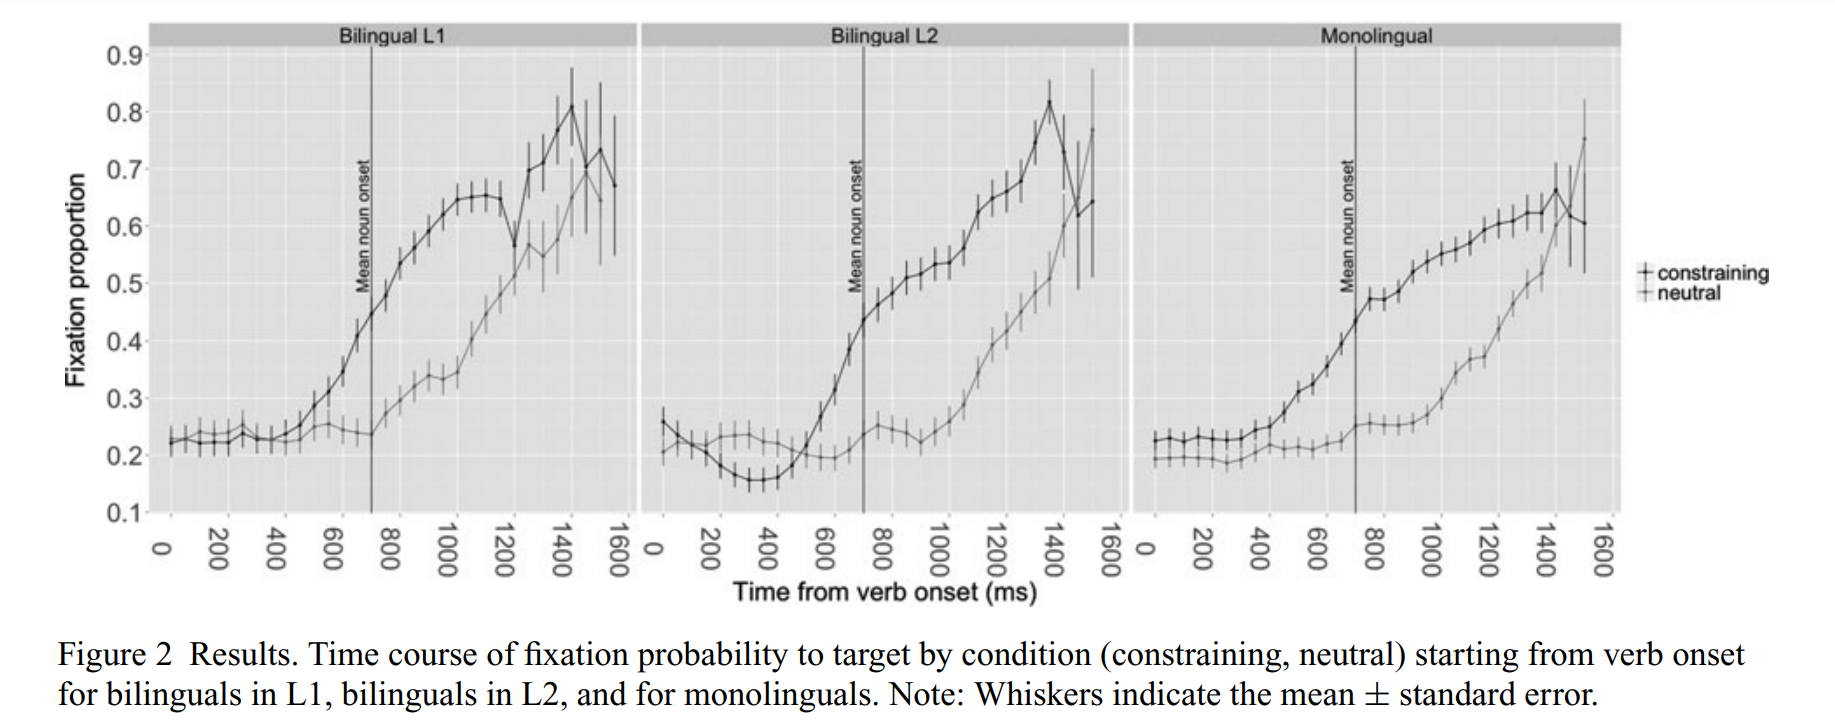 Bilingual L1
Bilingual L2
Monolingual
Fixation proportion
0.9
0.8
0.7
0.6
0.5
0.4
0.3
0.2
0.1
Mean noun onset
Mean noun onset
Mean noun onset
constraining
neutral
0 200 400 600 800 1000 1200 1400 1600
0 200 400 600 800 1000 1200 1400 1600
0 200 400 600 800 1000 1200 1400 1600
Time from verb onset (ms)
Figure 2 Results. Time course of fixation probability to target by condition (constraining, neutral) starting from verb onset
for bilinguals in L1, bilinguals in L2, and for monolinguals. Note: Whiskers indicate the mean ± standard error.